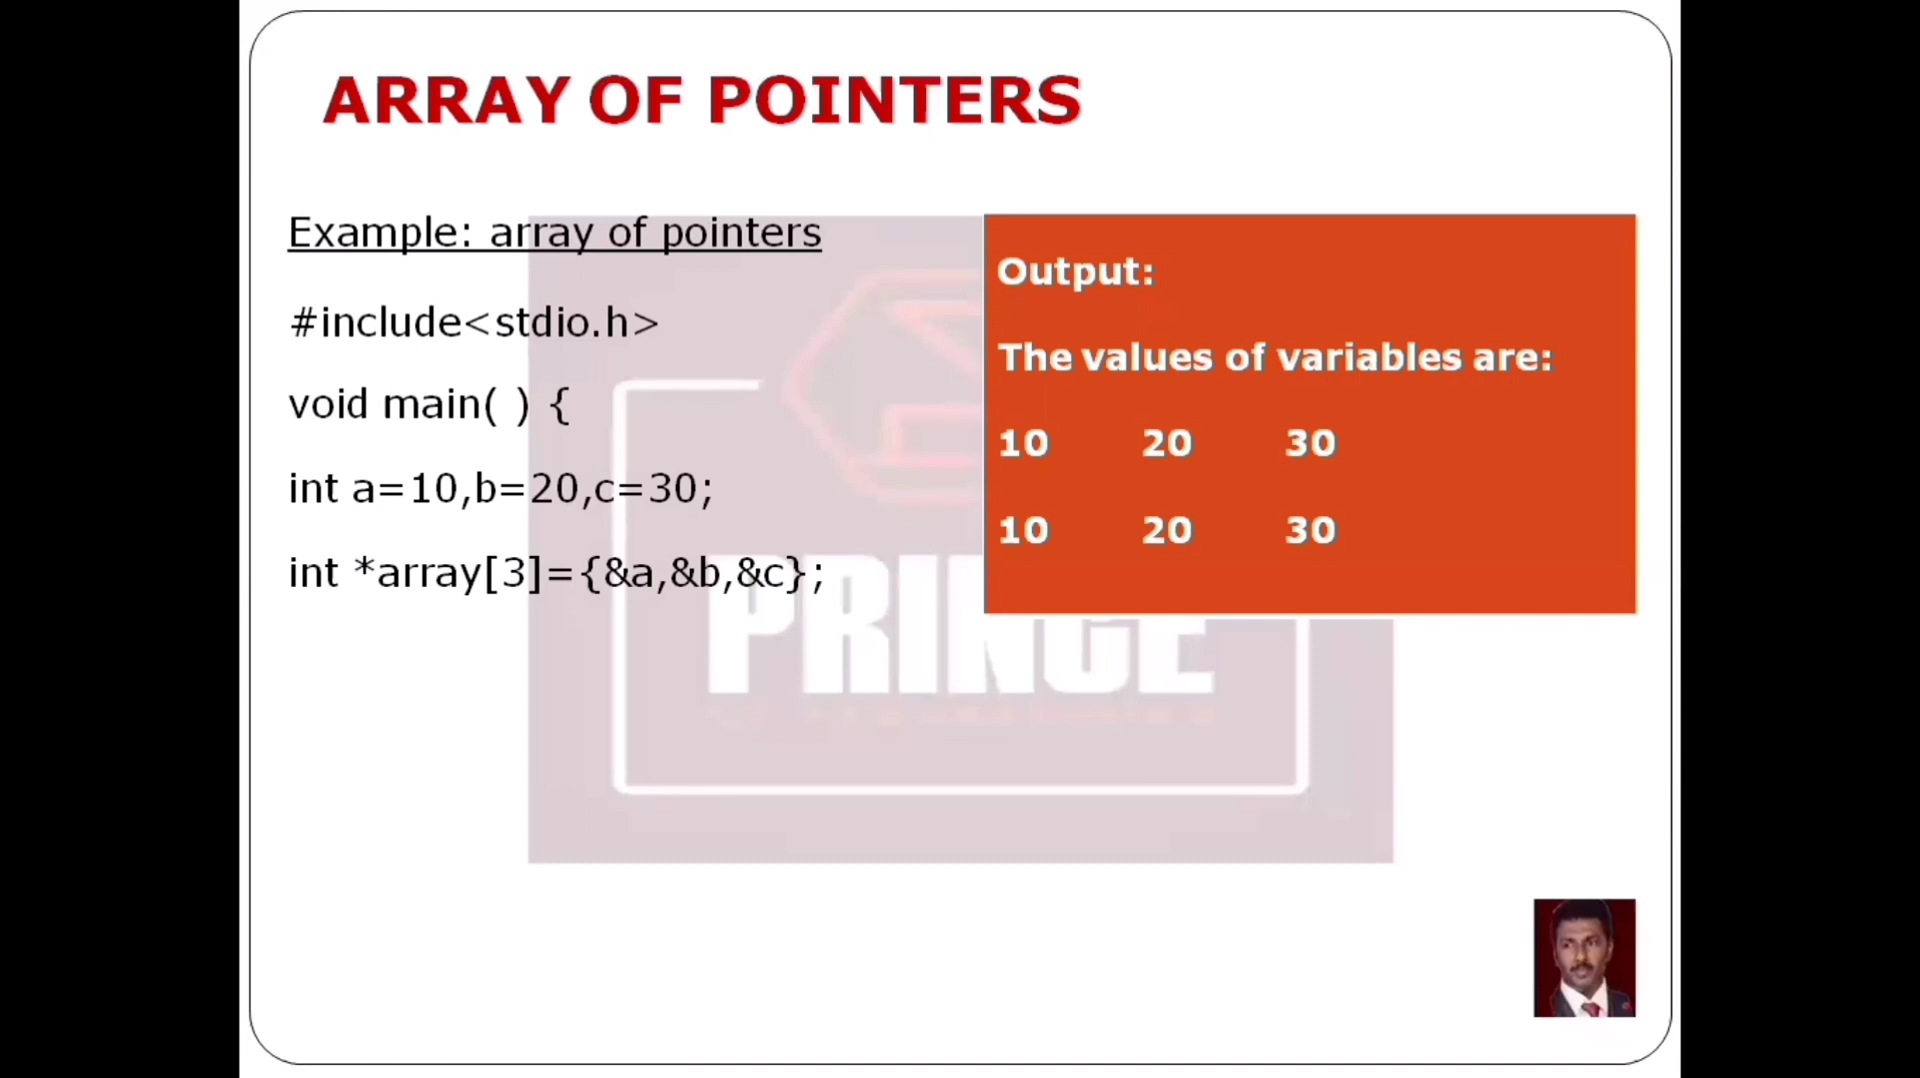 ARRAY OF POINTERS
Example: array of pointers
#include<stdio.h>
void main( ) {
int a=10,b=20,c=30;
int *array[3]={&a,&b,&c};
Output:
The values of variables are:
10 20 30
10 20 30
PRINCE